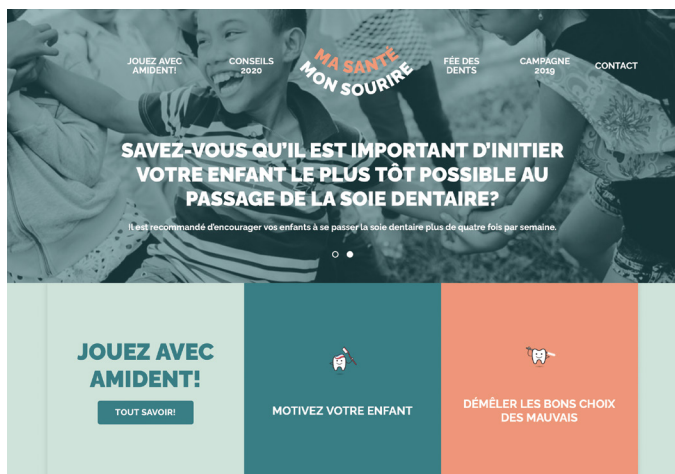 JOUEZ AVEC
AMIDENT!
CONSEILS
2020
MA SANTÉ
MON SOURIRE
FÉE DES
DENTS
CAMPAGNE
2019
CONTACT
SAVEZ-VOUS QU'IL EST IMPORTANT D'INITIER
VOTRE ENFANT LE PLUS TÔT POSSIBLE AU
PASSAGE DE LA SOIE DENTAIRE?
Il est recommandé d'encourager vos enfants à se passer la soie dentaire plus de quatre fois par semaine.
JOUEZ AVEC
AMIDENT!
TOUT SAVOIR!
MOTIVEZ VOTRE ENFANT
DÉMÊLER LES BONS CHOIX
DES MAUVAIS